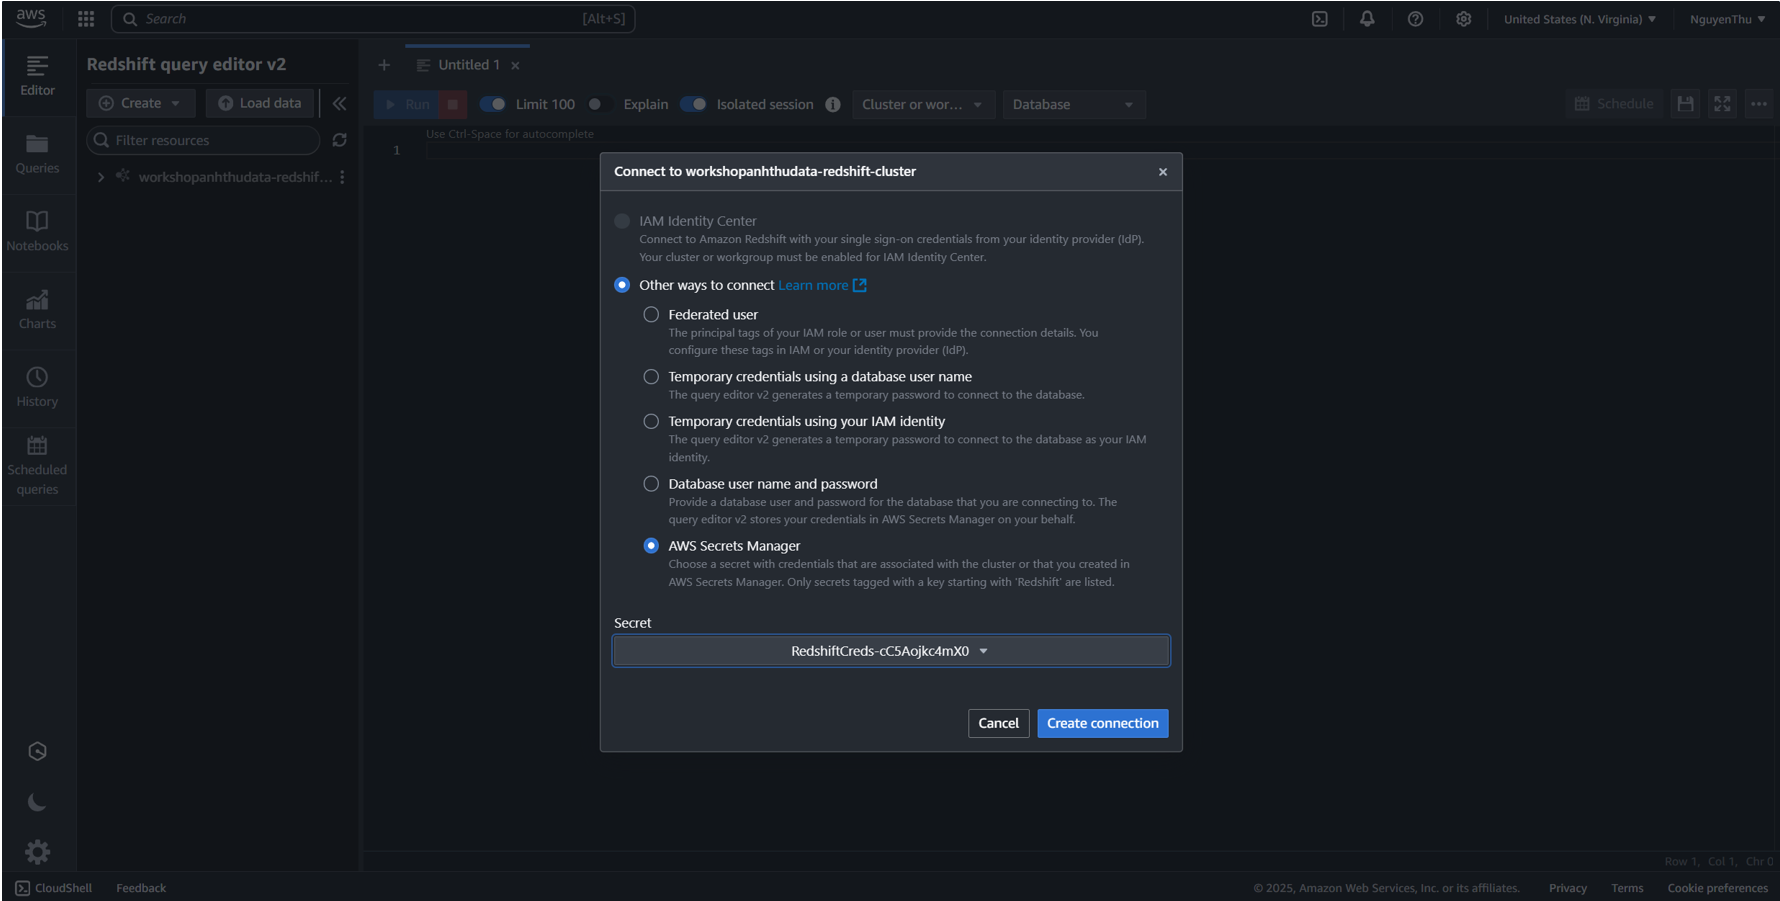 aws
Search
[Alt+S]
United States (N. Virginia)
NguyenThu
Editor
Queries
Notebooks
Charts
History
Scheduled
queries
Redshift query editor v2
Create
Load data
Filter resources
workshopanhthudata-redshif...
Untitled 1
Run
Limit 100
Explain
Isolated session
Cluster or wor...
Database
Schedule
Use Ctrl-Space for autocomplete
1
Connect to workshopanhthudata-redshift-cluster
IAM Identity Center
Connect to Amazon Redshift with your single sign-on credentials from your identity provider (IdP).
Your cluster or workgroup must be enabled for IAM Identity Center.
Other ways to connect Learn more
Federated user
The principal tags of your IAM role or user must provide the connection details. You
configure these tags in IAM or your identity provider (IdP).
Temporary credentials using a database user name
The query editor v2 generates a temporary password to connect to the database.
Temporary credentials using your IAM identity
The query editor v2 generates a temporary password to connect to the database as your IAM
identity.
Database user name and password
Provide a database user and password for the database that you are connecting to. The
query editor v2 stores your credentials in AWS Secrets Manager on your behalf.
AWS Secrets Manager
Choose a secret with credentials that are associated with the cluster or that you created in
AWS Secrets Manager. Only secrets tagged with a key starting with 'Redshift' are listed.
Secret
RedshiftCreds-cC5Aojkc4mX0
Cancel
Create connection
Row 1, Col 1, Chr 0
CloudShell
Feedback
© 2025, Amazon Web Services, Inc. or its affiliates.
Privacy
Terms
Cookie preferences